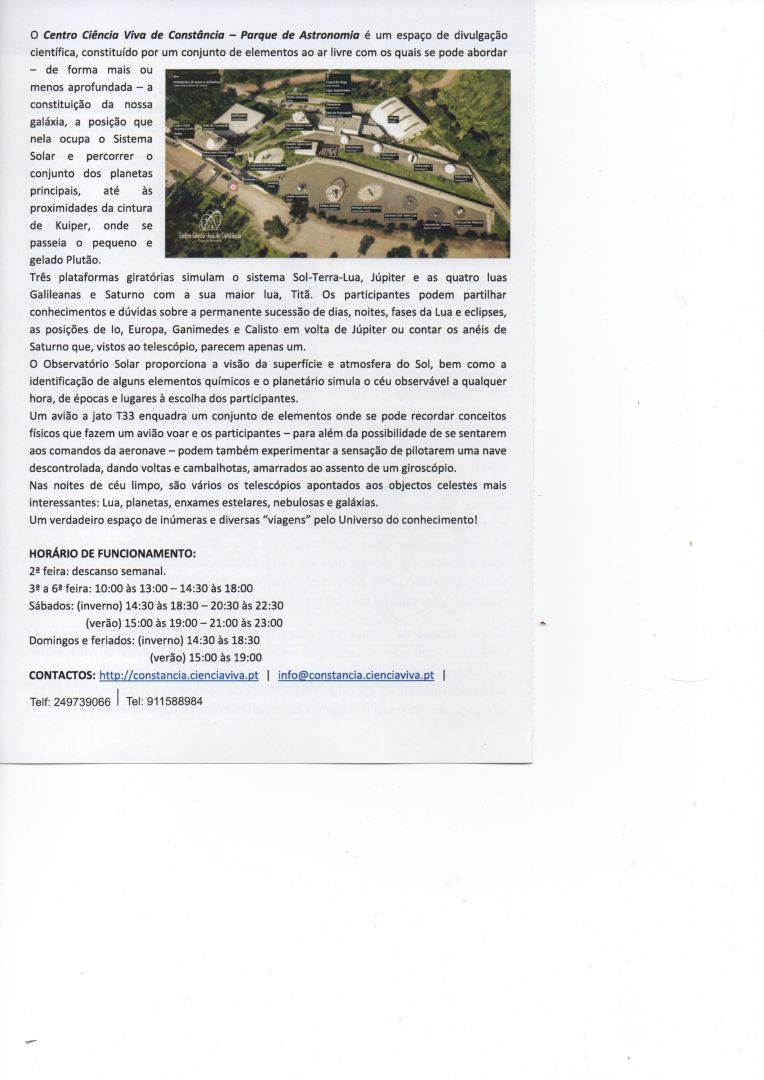 O Centro Ciência Viva de Constância – Parque de Astronomia é um espaço de divulgação
científica, constituído por um conjunto de elementos ao ar livre com os quais se pode abordar
– de forma mais ou
menos aprofundada – a
constituição da nossa
galáxia, a posição que
nela ocupa o Sistema
Solar e percorrer o
conjunto dos planetas
principais, até às
proximidades da cintura
de Kuiper, onde se
passeia o pequeno e
gelado Plutão.
Centro Ciência Viva de Constância
Três plataformas giratórias simulam o sistema Sol-Terra-Lua, Júpiter e as quatro luas
Galileanas e Saturno com a sua maior lua, Titã. Os participantes podem partilhar
conhecimentos e dúvidas sobre a permanente sucessão de dias, noites, fases da Lua e eclipses,
as posições de Io, Europa, Ganimedes e Calisto em volta de Júpiter ou contar os anéis de
Saturno que, vistos ao telescópio, parecem apenas um.
O Observatório Solar proporciona a visão da superfície e atmosfera do Sol, bem como a
identificação de alguns elementos químicos e o planetário simula o céu observável a qualquer
hora, de épocas e lugares à escolha dos participantes.
Um avião a jato T33 enquadra um conjunto de elementos onde se pode recordar conceitos
físicos que fazem um avião voar e os participantes – para além da possibilidade de se sentarem
aos comandos da aeronave – podem também experimentar a sensação de pilotarem uma nave
descontrolada, dando voltas e cambalhotas, amarrados ao assento de um giroscópio.
Nas noites de céu limpo, são vários os telescópios apontados aos objectos celestes mais
interessantes: Lua, planetas, enxames estelares, nebulosas e galáxias.
Um verdadeiro espaço de inúmeras e diversas “viagens” pelo Universo do conhecimento!
HORÁRIO DE FUNCIONAMENTO:
2ª feira: descanso semanal.
3ª a 6ª feira: 10:00 às 13:00 – 14:30 às 18:00
Sábados: (inverno) 14:30 às 18:30 – 20:30 às 22:30
(verão) 15:00 às 19:00 – 21:00 às 23:00
Domingos e feriados: (inverno) 14:30 às 18:30
(verão) 15:00 às 19:00
CONTACTOS: http://constancia.cienciaviva.pt | info@constancia.cienciaviva.pt |
Telf: 249739066 | Tel: 911588984